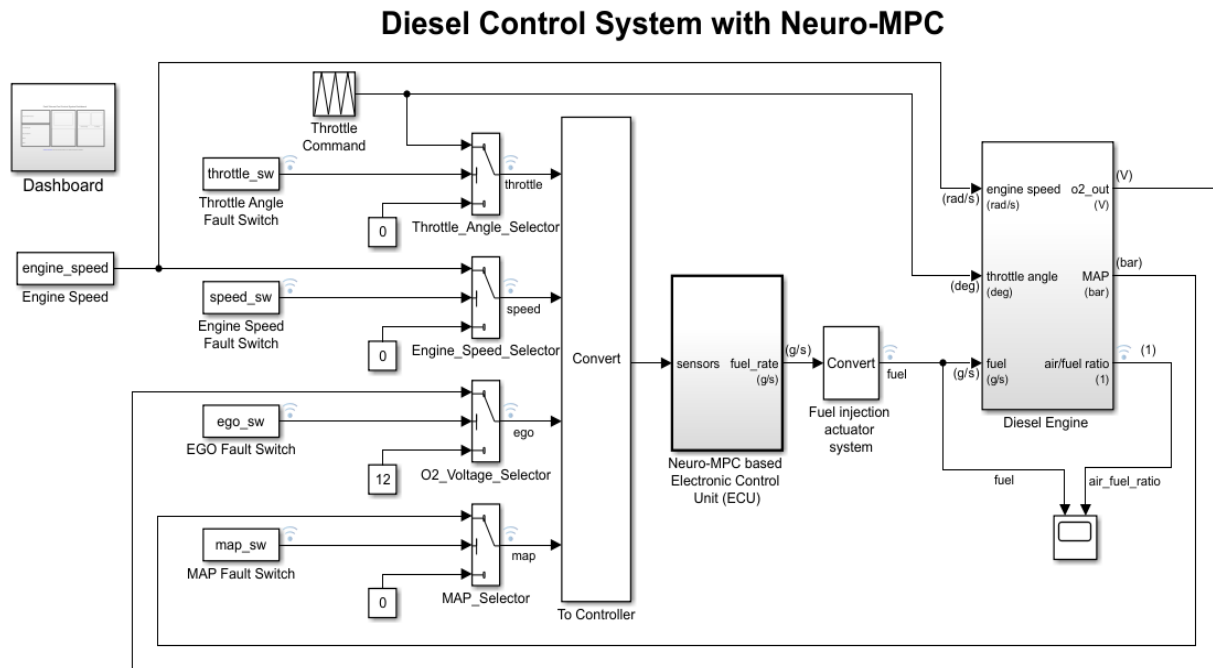 Diesel Control System with Neuro-MPC
Dashboard
Throttle
Command
throttle_sw
Throttle Angle
Fault Switch
0
throttle
Throttle_Angle_Selector
engine_speed
Engine Speed
speed_sw
Engine Speed
Fault Switch
0
speed
Engine_Speed_Selector
ego_sw
EGO Fault Switch
12
ego
O2_Voltage_Selector
map_sw
MAP Fault Switch
0
map
MAP_Selector
Convert
To Controller
sensors
fuel_rate
(g/s)
Neuro-MPC based
Electronic Control
Unit (ECU)
(g/s)
Convert
Fuel injection
actuator
system
fuel
(rad/s)
(deg)
(g/s)
engine speed
(rad/s)
throttle angle
(deg)
fuel
(g/s)
o2_out
(V)
MAP
(bar)
air/fuel ratio
(1)
Diesel Engine
(V)
(bar)
(1)
fuel
air_fuel_ratio